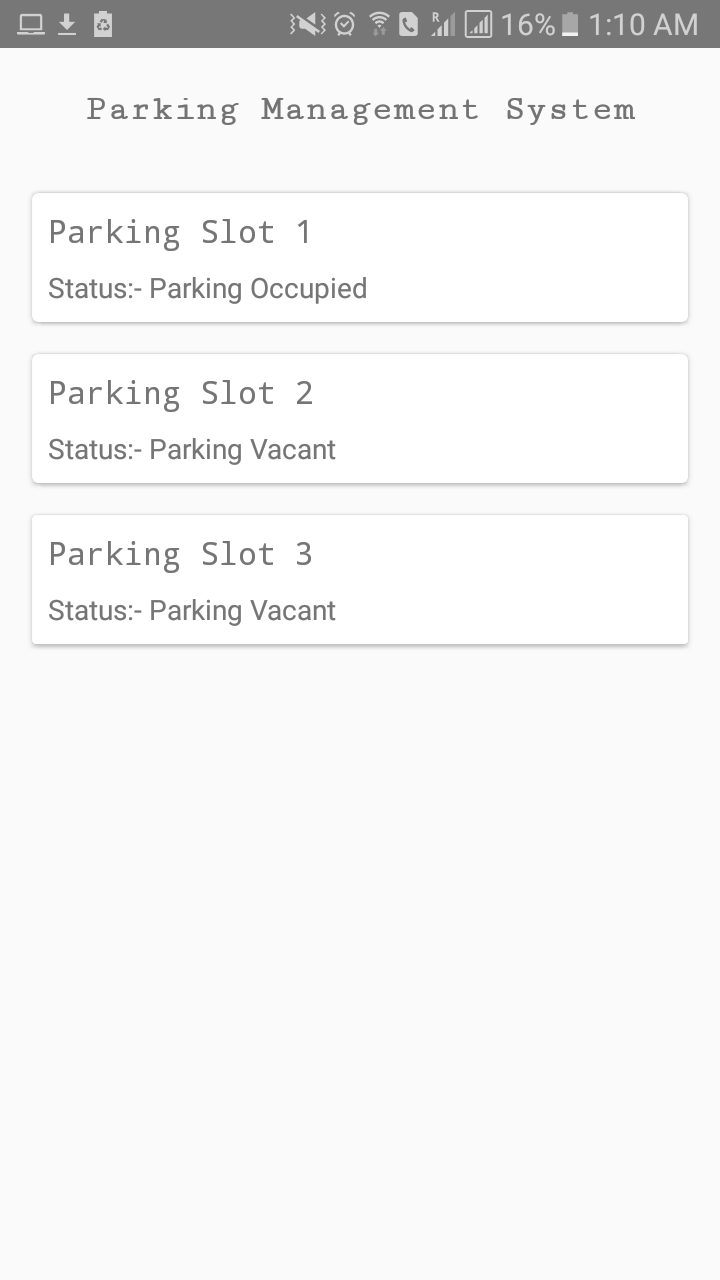 R 16% 1:10 AM
Parking Management System
Parking Slot 1
Status:- Parking Occupied
Parking Slot 2
Status:- Parking Vacant
Parking Slot 3
Status:- Parking Vacant